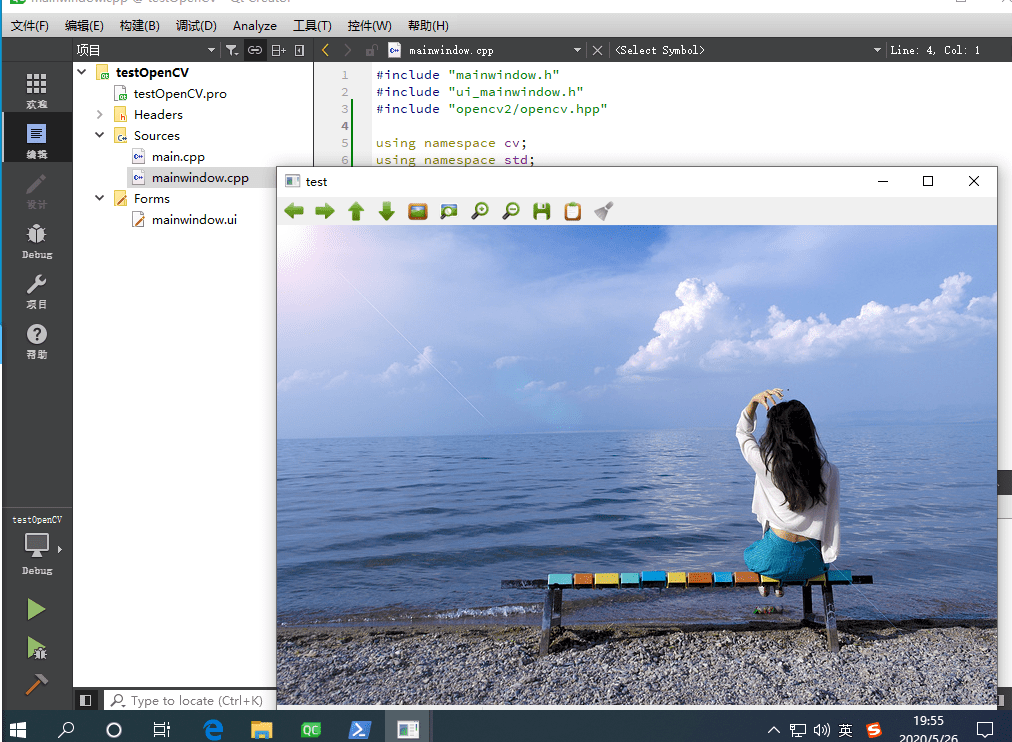 mainwindow.cpp @ testOpenCV - Qt Creator
文件(F) 编辑(E) 构建(B) 调试(D) Analyze 工具(T) 控件(W) 帮助(H)
项目 mainwindow.cpp <Select Symbol> Line: 4, Col: 1
欢迎
编辑
设计
Debug
项目
帮助
testOpenCV
testOpenCV.pro
Headers
Sources
main.cpp
mainwindow.cpp
Forms
mainwindow.ui
1 #include "mainwindow.h"
2 #include "ui_mainwindow.h"
3 #include "opencv2/opencv.hpp"
4
5 using namespace cv;
6 using namespace std;
test
testOpenCV
Debug
Type to locate (Ctrl+K)
QC
英
19:55
2020/5/26